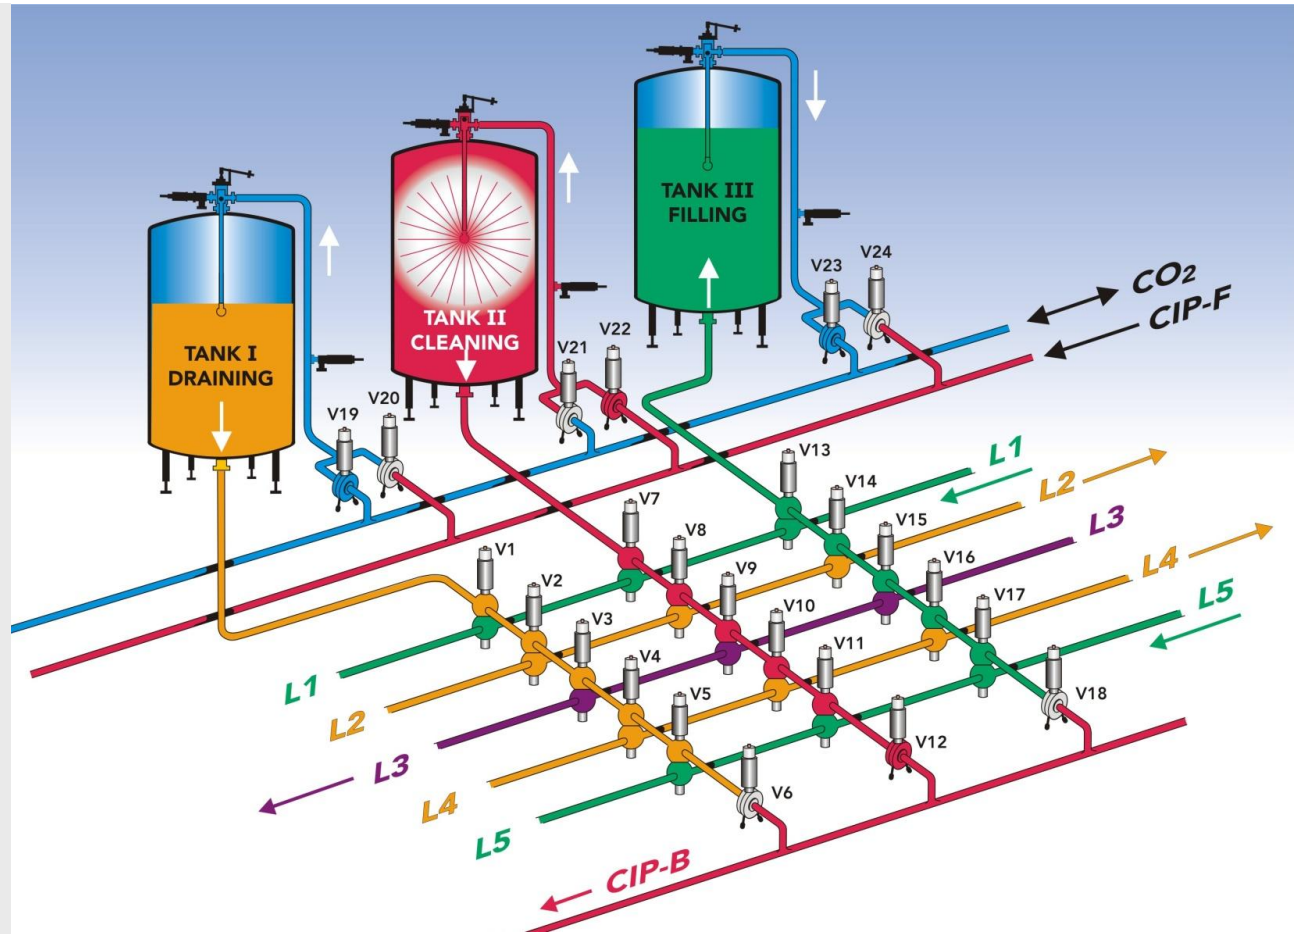 TANK III
FILLING
TANK II
CLEANING
TANK I
DRAINING
V24
V23
CO2
CIP-F
V22
V21
V20
V19
V13
L1
V14
L2
V15
L3
V16
L4
V17
L5
V18
V7
V8
V9
V10
V11
V12
V1
V2
V3
V4
V5
V6
L1
L2
L3
L4
L5
CIP-B